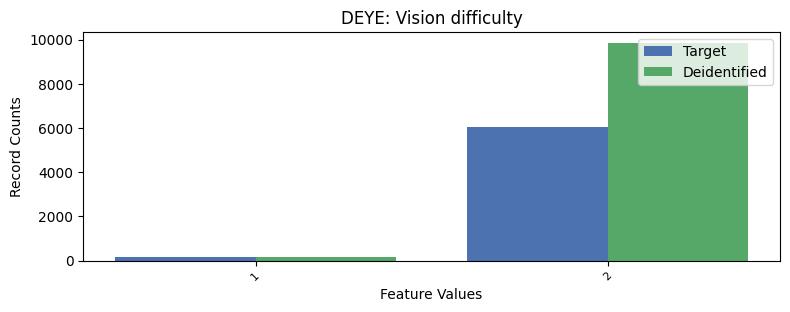 DEYE: Vision difficulty
Record Counts
10000
8000
6000
4000
2000
0
Target
Deidentified
1
2
Feature Values